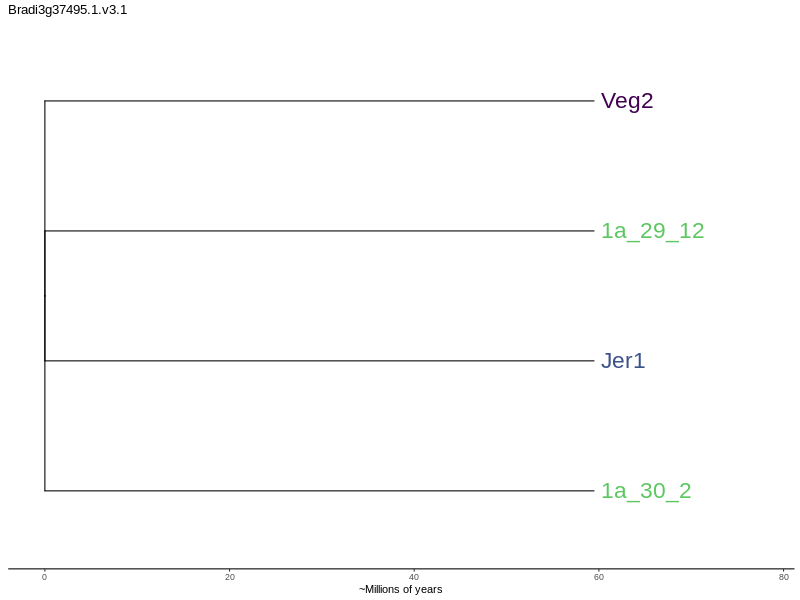 Bradi3g37495.1.v3.1
Veg2
1a_29_12
Jer1
1a_30_2
0 20 40 60 80
~Millions of years